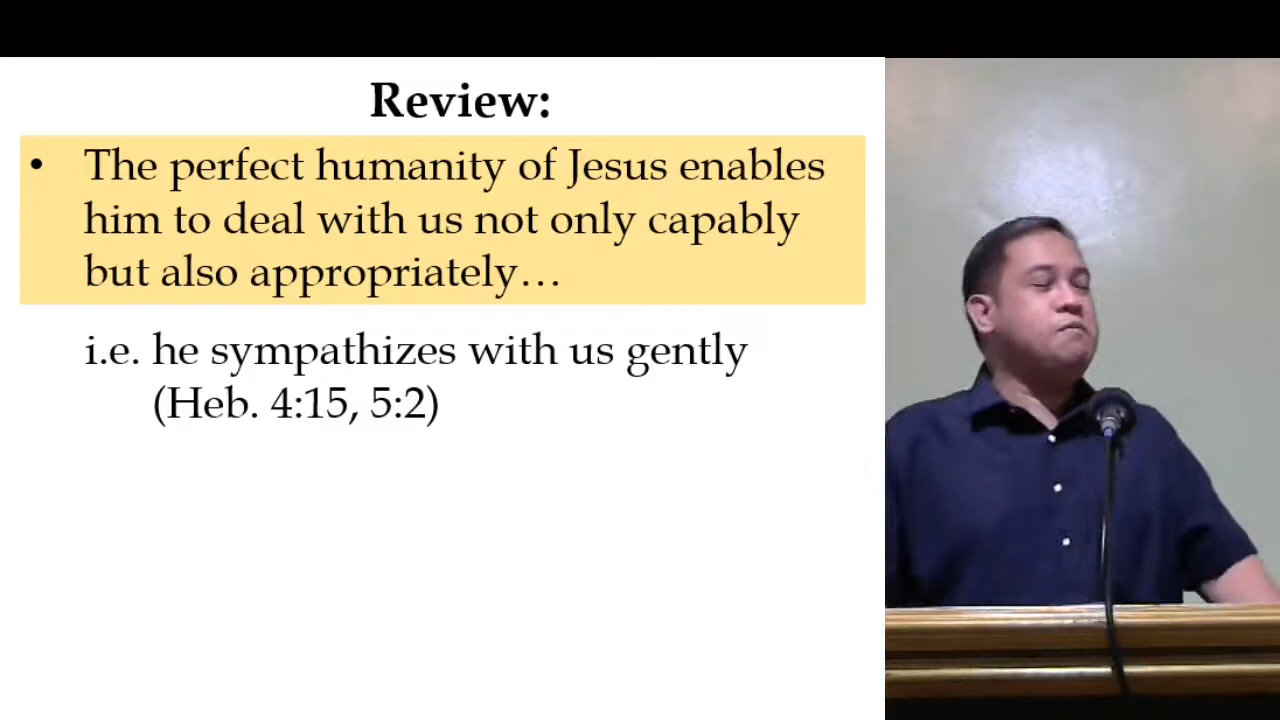 Review:
• The perfect humanity of Jesus enables
him to deal with us not only capably
but also appropriately…
i.e. he sympathizes with us gently
(Heb. 4:15, 5:2)